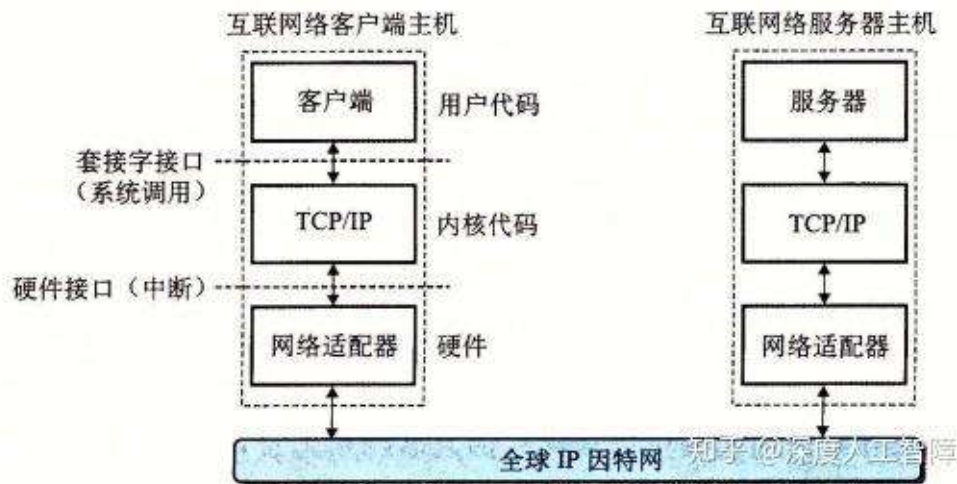 互联网络客户端主机
互联网络服务器主机
客户端
用户代码
服务器
套接字接口
（系统调用）
TCP/IP
内核代码
TCP/IP
硬件接口（中断）
网络适配器
硬件
网络适配器
全球 IP 因特网
知乎 @深度人工智障